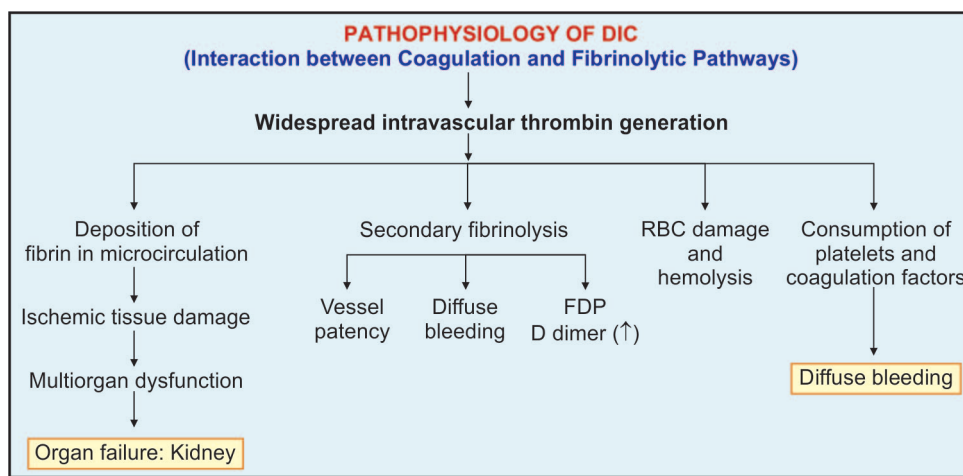 PATHOPHYSIOLOGY OF DIC
(Interaction between Coagulation and Fibrinolytic Pathways)
Widespread intravascular thrombin generation
Deposition of
fibrin in microcirculation
Ischemic tissue damage
Multiorgan dysfunction
Organ failure: Kidney
Secondary fibrinolysis
Vessel
patency
Diffuse
bleeding
FDP
D dimer (↑)
RBC damage
and
hemolysis
Consumption of
platelets and
coagulation factors
Diffuse bleeding